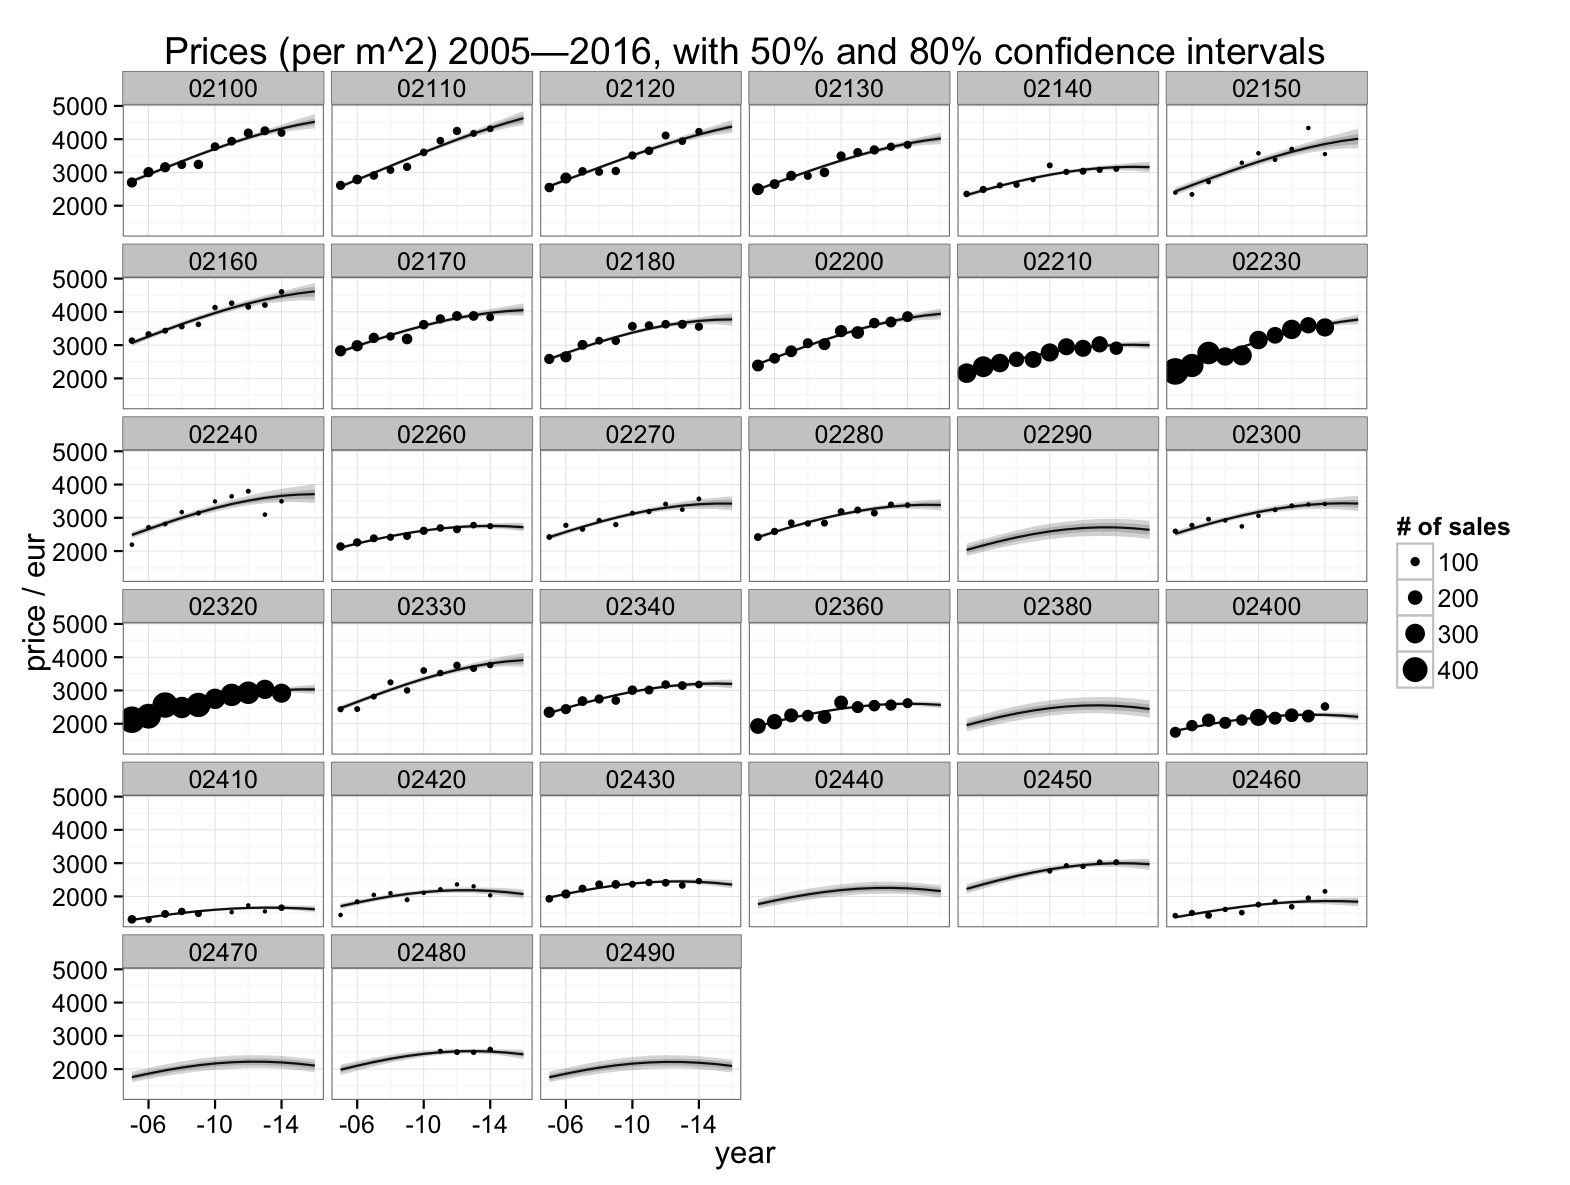 Prices (per m^2) 2005—2016, with 50% and 80% confidence intervals
02100 02110 02120 02130 02140 02150
5000
4000
3000
2000
02160 02170 02180 02200 02210 02230
5000
4000
3000
2000
02240 02260 02270 02280 02290 02300
5000
4000
3000
2000
price / eur
# of sales
100
200
300
400
02320 02330 02340 02360 02380 02400
5000
4000
3000
2000
02410 02420 02430 02440 02450 02460
5000
4000
3000
2000
02470 02480 02490
5000
4000
3000
2000
-06 -10 -14 -06 -10 -14 -06 -10 -14
year